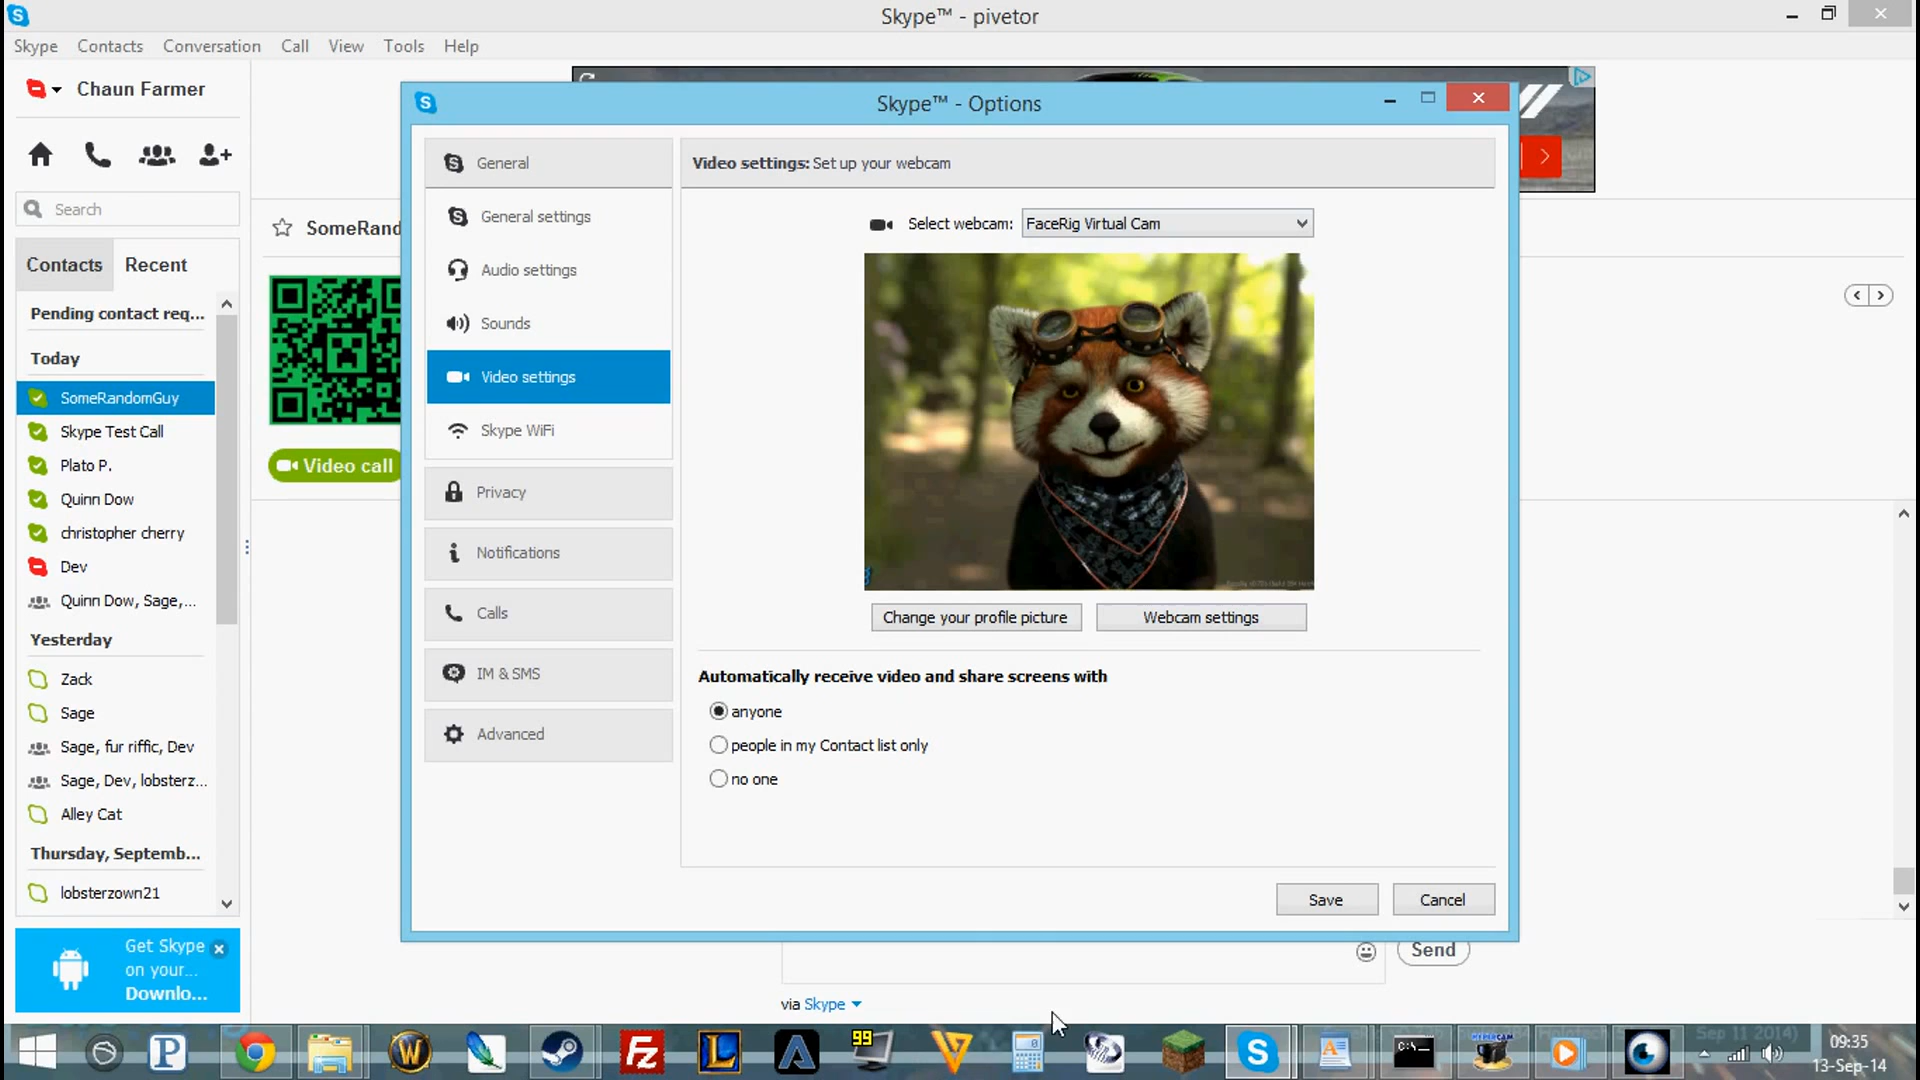 Skype™ - pivetor
Skype Contacts Conversation Call View Tools Help
Chaun Farmer
Search
Contacts Recent
Pending contact req...
Today
SomeRandomGuy
Skype Test Call
Plato P.
Quinn Dow
christopher cherry
Dev
Quinn Dow, Sage,...
Yesterday
Zack
Sage
Sage, fur riffic, Dev
Sage, Dev, lobsterz...
Alley Cat
Thursday, Septemb...
lobsterzown21
Get Skype
on your...
Downlo...
SomeRand
Video call
Skype™ - Options
General
General settings
Audio settings
Sounds
Video settings
Skype WiFi
Privacy
Notifications
Calls
IM & SMS
Advanced
Video settings: Set up your webcam
Select webcam: FaceRig Virtual Cam
Change your profile picture Webcam settings
Automatically receive video and share screens with
anyone
people in my Contact list only
no one
Save Cancel
Send
via Skype
99
C:\_
HYPERCAM
Sep 11 2014)
09:35
13-Sep-14